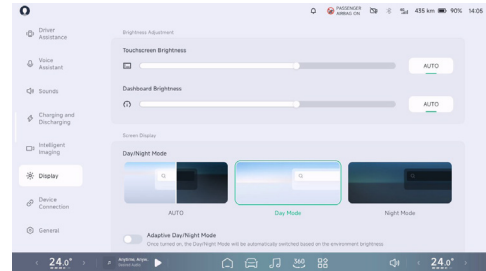 PASSENGER
AIRBAG ON
435 km
90%
14:05
Driver
Assistance
Voice
Assistant
Sounds
Charging and
Discharging
Intelligent
Imaging
Display
Device
Connection
General
Brightness Adjustment
Touchscreen Brightness
AUTO
Dashboard Brightness
AUTO
Screen Display
Day/Night Mode
AUTO
Day Mode
Night Mode
Adaptive Day/Night Mode
Once turned on, the Day/Night Mode will be automatically switched based on the environment brightness.
24.0°
Anytime, Anyw
360
24.0°